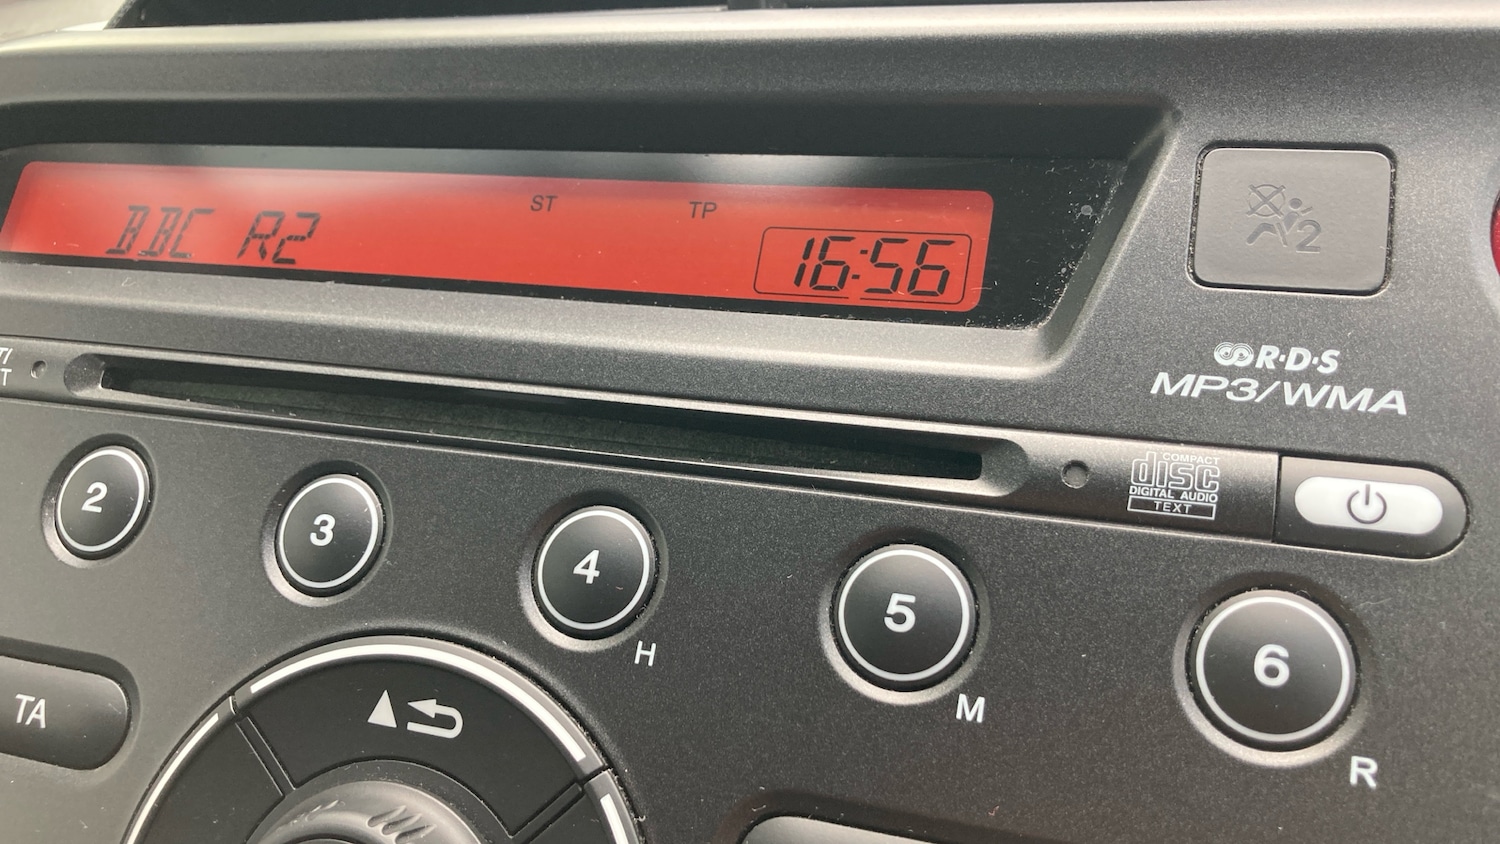 BBC R2
ST
TP
16:56
2
R·D·S
MP3/WMA
T
COMPACT
disc
DIGITAL AUDIO
TEXT
2
3
4
5
6
H
M
R
TA